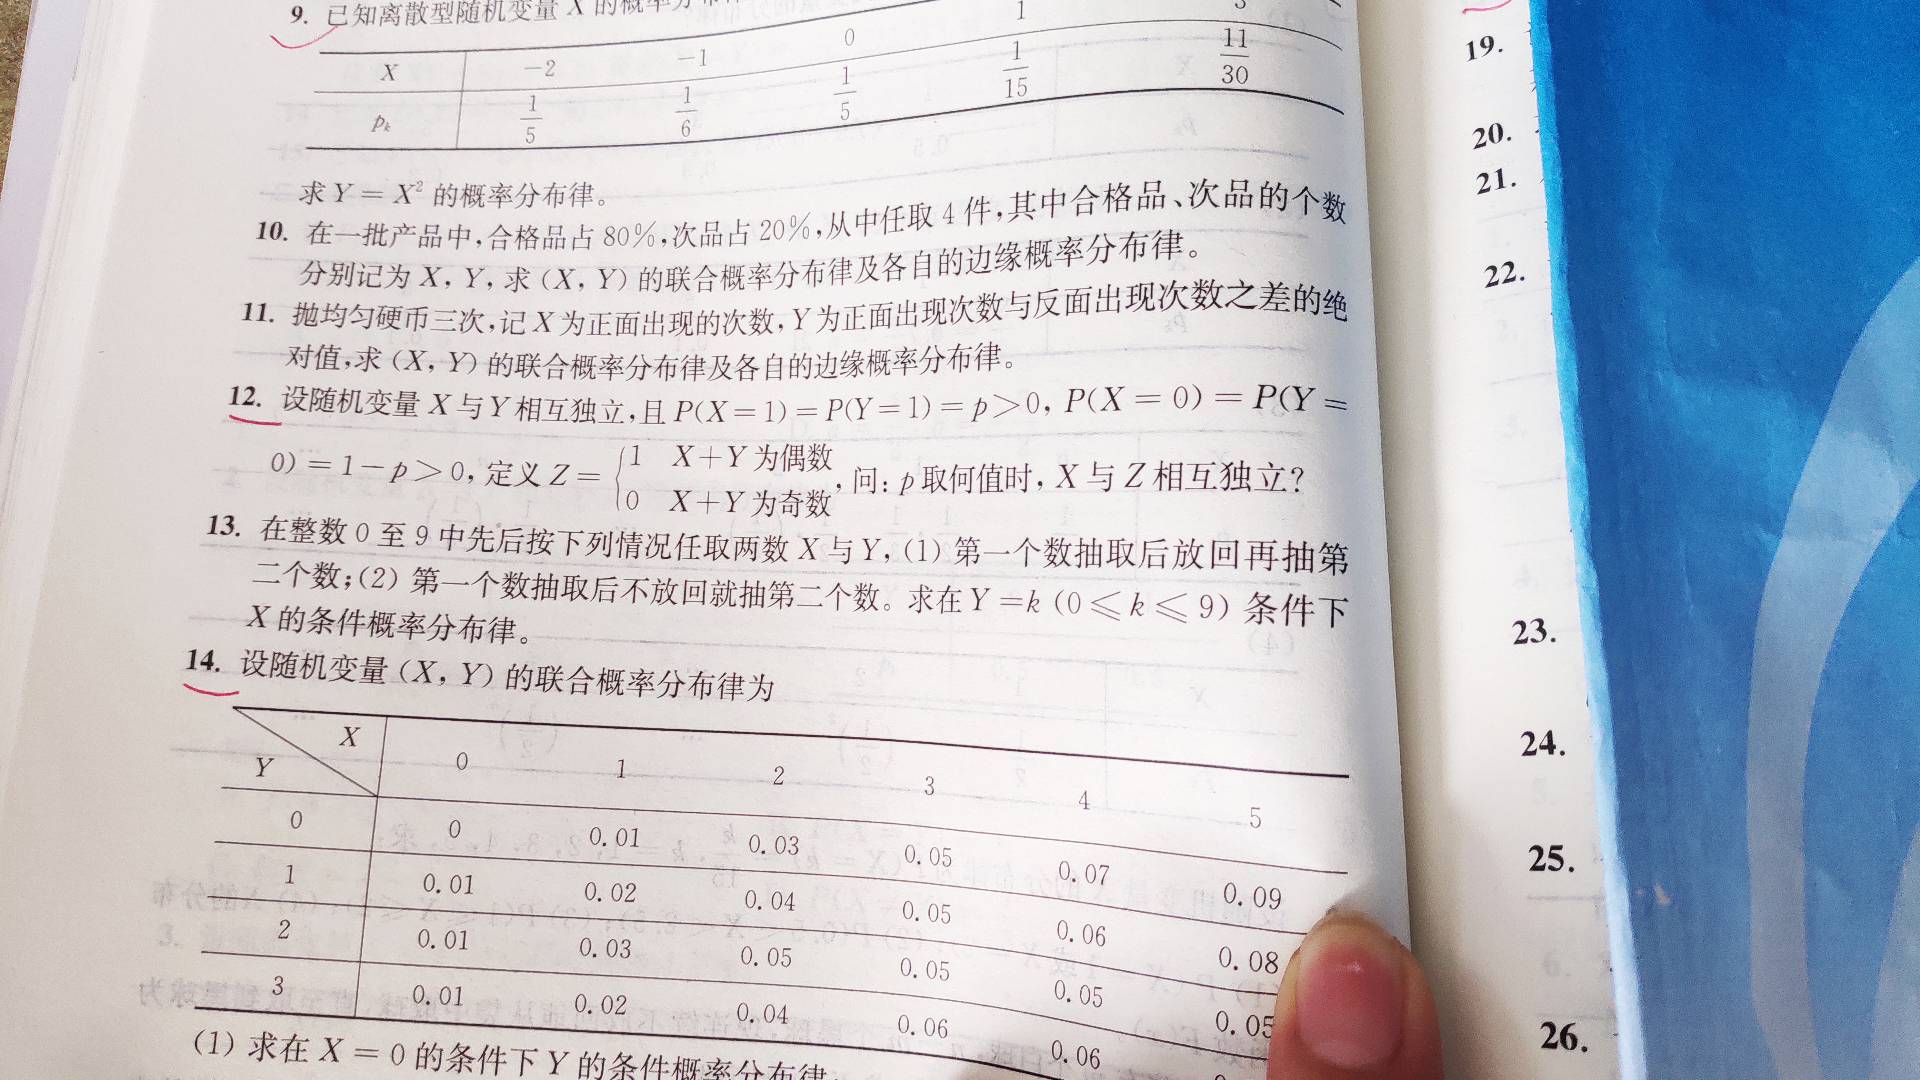 9. 已知离散型随机变量 X 的概率分布
X −2 −1 0 1 3
pₖ 1/5 1/6 1/5 1/15 11/30
求 Y = X² 的概率分布律。
10. 在一批产品中,合格品占 80%,次品占 20%,从中任取 4 件,其中合格品、次品的个数
分别记为 X, Y, 求 (X, Y) 的联合概率分布律及各自的边缘概率分布律。
11. 抛均匀硬币三次,记 X 为正面出现的次数, Y 为正面出现次数与反面出现次数之差的绝
对值,求 (X, Y) 的联合概率分布律及各自的边缘概率分布律。
12. 设随机变量 X 与 Y 相互独立,且 P(X = 1) = P(Y = 1) = p > 0, P(X = 0) = P(Y =
0) = 1 − p > 0, 定义 Z = { 1 X + Y 为偶数
0 X + Y 为奇数 , 问: p 取何值时, X 与 Z 相互独立?
13. 在整数 0 至 9 中先后按下列情况任取两数 X 与 Y, (1) 第一个数抽取后放回再抽第
二个数;(2) 第一个数抽取后不放回就抽第二个数。求在 Y = k (0 ⩽ k ⩽ 9) 条件下
X 的条件概率分布律。
14. 设随机变量 (X, Y) 的联合概率分布律为
X
Y 0 1 2 3 4 5
0 0 0.01 0.03 0.05 0.07 0.09
1 0.01 0.02 0.04 0.05 0.06 0.08
2 0.01 0.03 0.05 0.05 0.05 0.05
3 0.01 0.02 0.04 0.06 0.06
(1) 求在 X = 0 的条件下 Y 的条件概率分布律
19.
20.
21.
22.
23.
24.
25.
26.